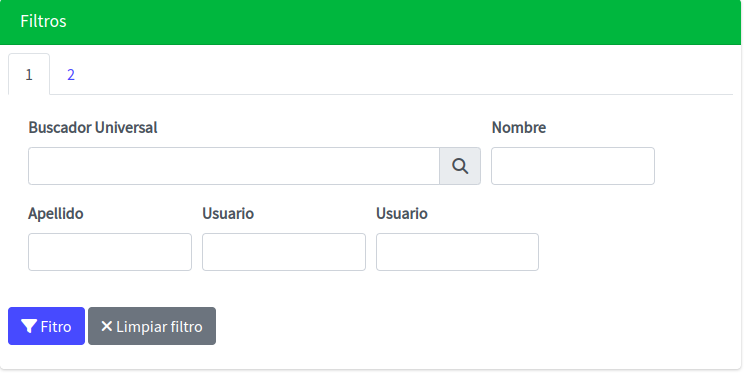 Filtros
1 2
Buscador Universal Nombre
Apellido Usuario Usuario
Fitro Limpiar filtro